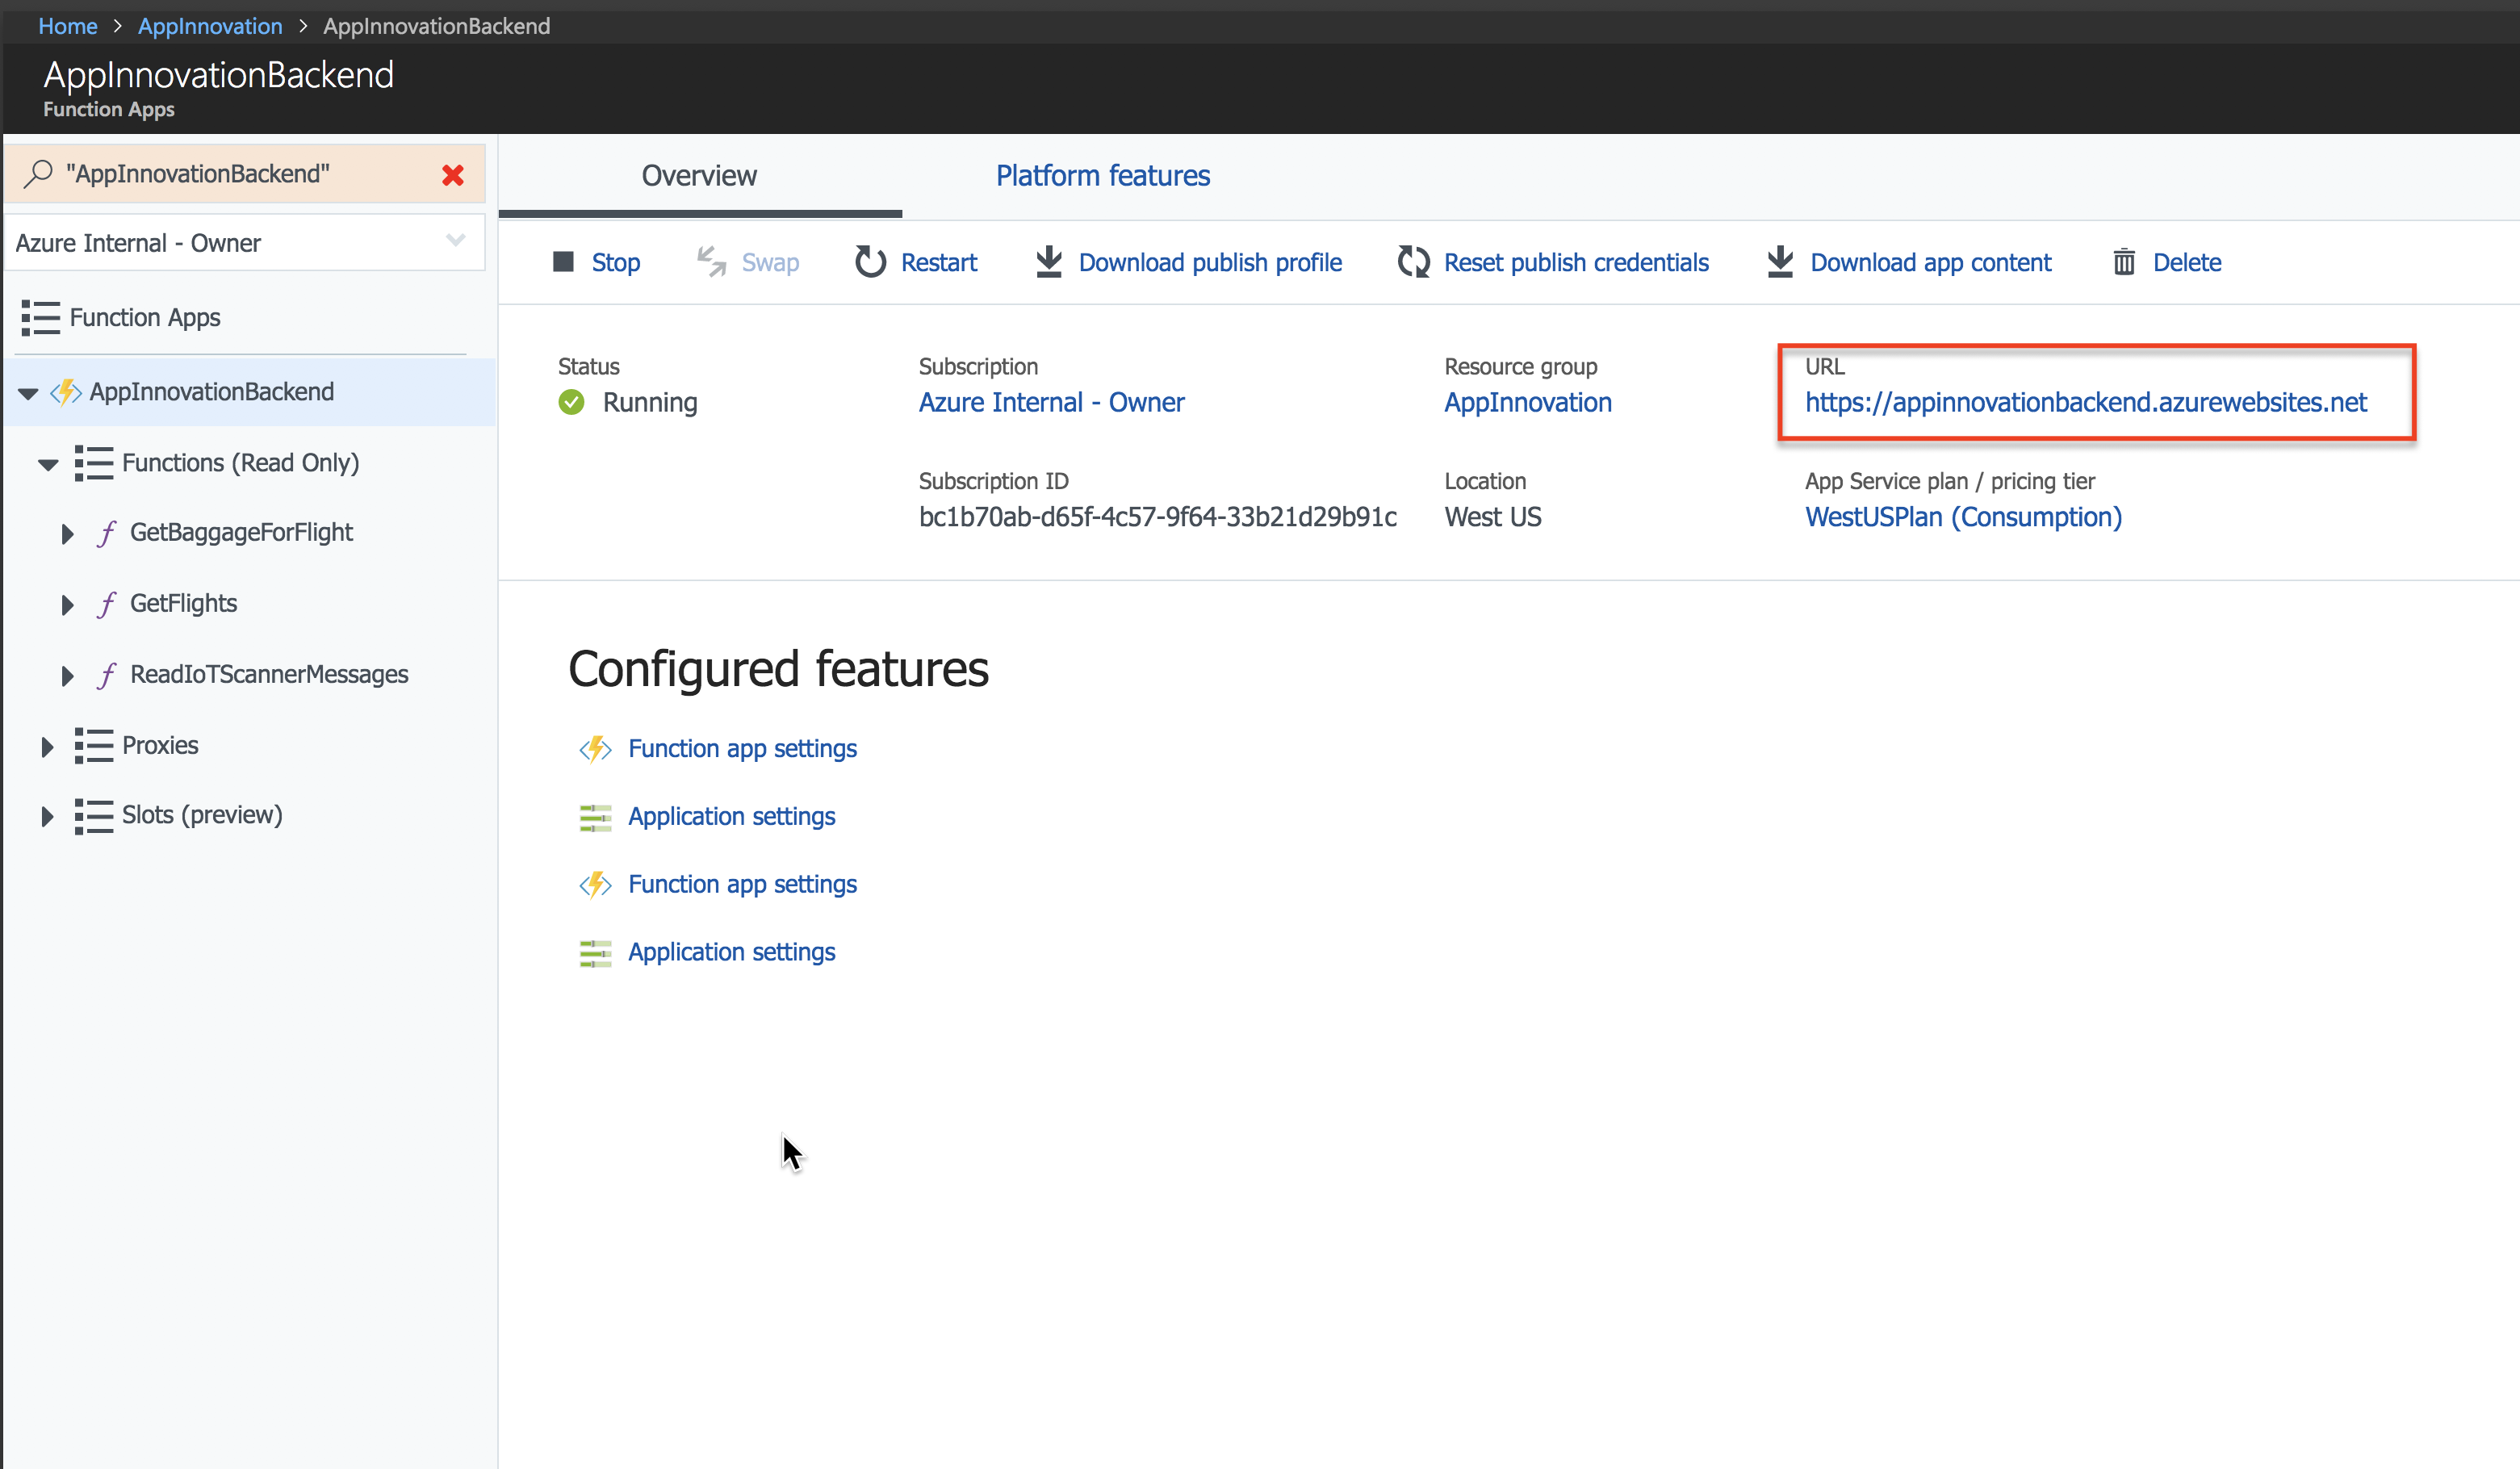 Home > AppInnovation > AppInnovationBackend
AppInnovationBackend
Function Apps
"AppInnovationBackend"
Azure Internal - Owner
Function Apps
AppInnovationBackend
Functions (Read Only)
GetBaggageForFlight
GetFlights
ReadIoTScannerMessages
Proxies
Slots (preview)
Overview
Platform features
Stop
Swap
Restart
Download publish profile
Reset publish credentials
Download app content
Delete
Status
Running
Subscription
Azure Internal - Owner
Resource group
AppInnovation
URL
https://appinnovationbackend.azurewebsites.net
Subscription ID
bc1b70ab-d65f-4c57-9f64-33b21d29b91c
Location
West US
App Service plan / pricing tier
WestUSPlan (Consumption)
Configured features
Function app settings
Application settings
Function app settings
Application settings